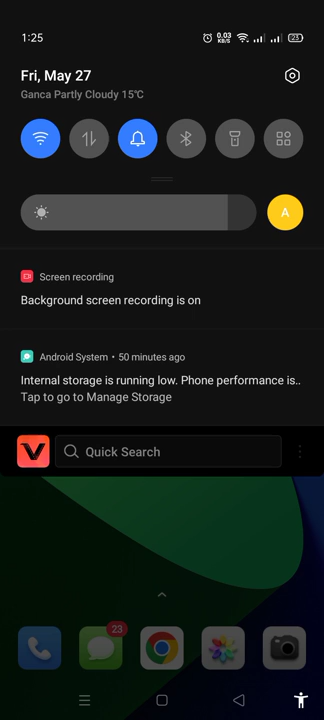 1:25
0.03
KB/S
23
Fri, May 27
Ganca Partly Cloudy 15℃
A
Screen recording
Background screen recording is on
Android System • 50 minutes ago
Internal storage is running low. Phone performance is..
Tap to go to Manage Storage
Quick Search
23